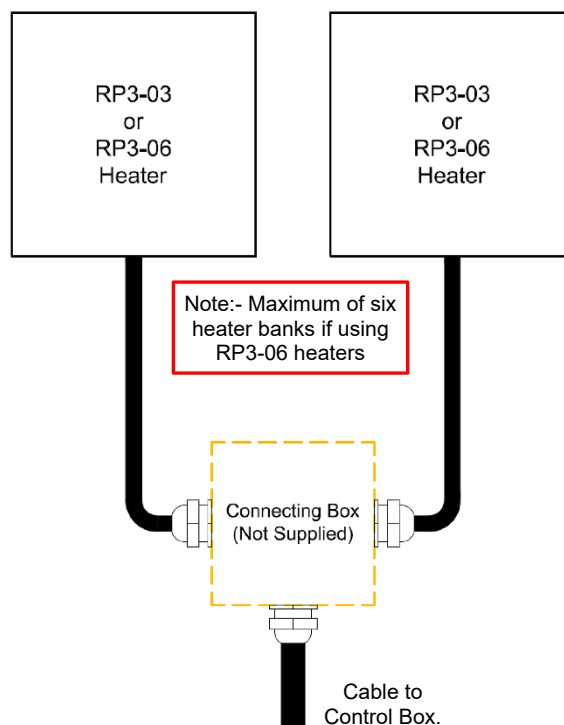 RP3-03
or
RP3-06
Heater
RP3-03
or
RP3-06
Heater
Note:- Maximum of six
heater banks if using
RP3-06 heaters
Connecting Box
(Not Supplied)
Cable to
Control Box.